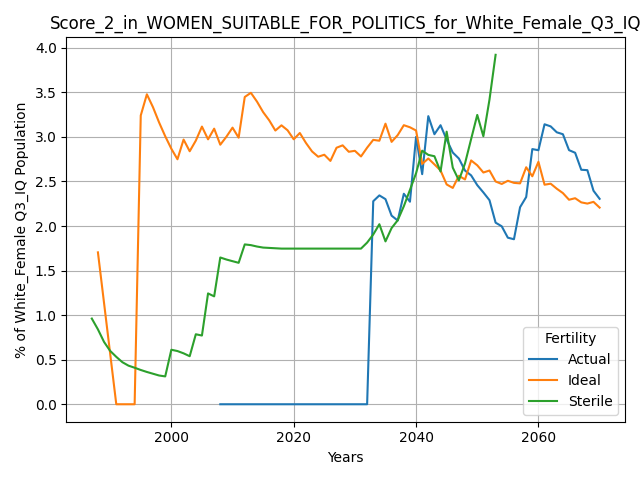 Score_2_in_WOMEN_SUITABLE_FOR_POLITICS_for_White_Female_Q3_IQ
% of White_Female Q3_IQ Population
4.0
3.5
3.0
2.5
2.0
1.5
1.0
0.5
0.0
2000
2020
2040
2060
Years
Fertility
Actual
Ideal
Sterile